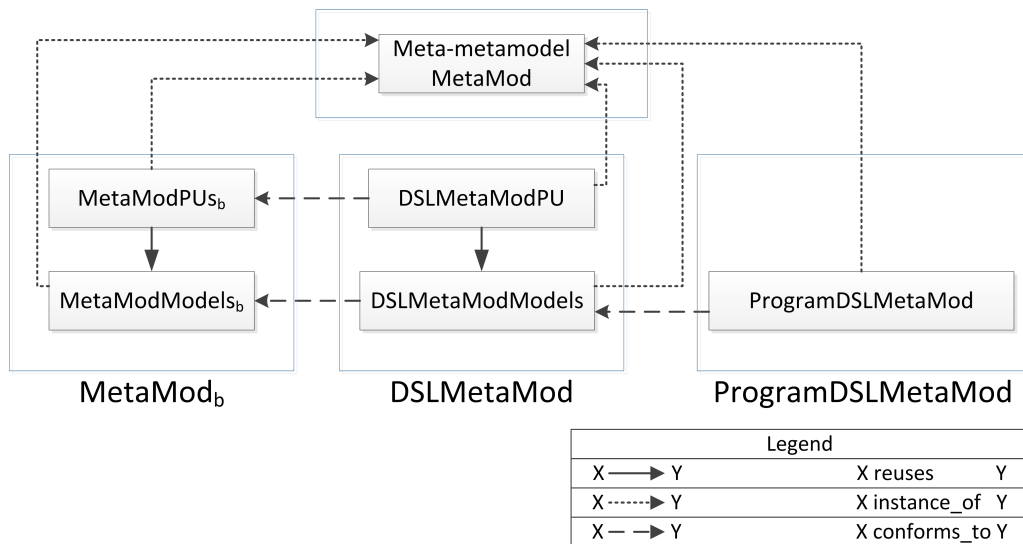 Meta-metamodel
MetaMod
MetaModPUsb
DSLMetaModPU
MetaModModelsb
DSLMetaModModels
ProgramDSLMetaMod
MetaModb
DSLMetaMod
ProgramDSLMetaMod
Legend
X Y X reuses Y
X Y X instance_of Y
X Y X conforms_to Y